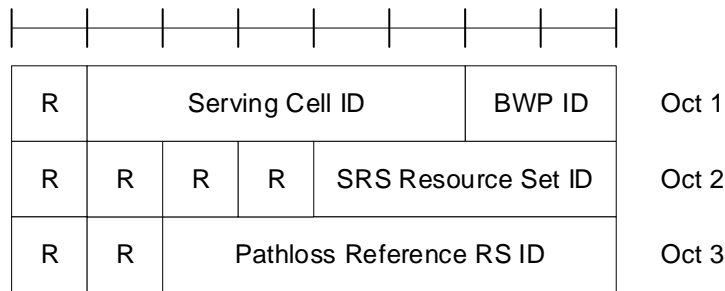 R Serving Cell ID BWP ID Oct 1
R R R R SRS Resource Set ID Oct 2
R R Pathloss Reference RS ID Oct 3